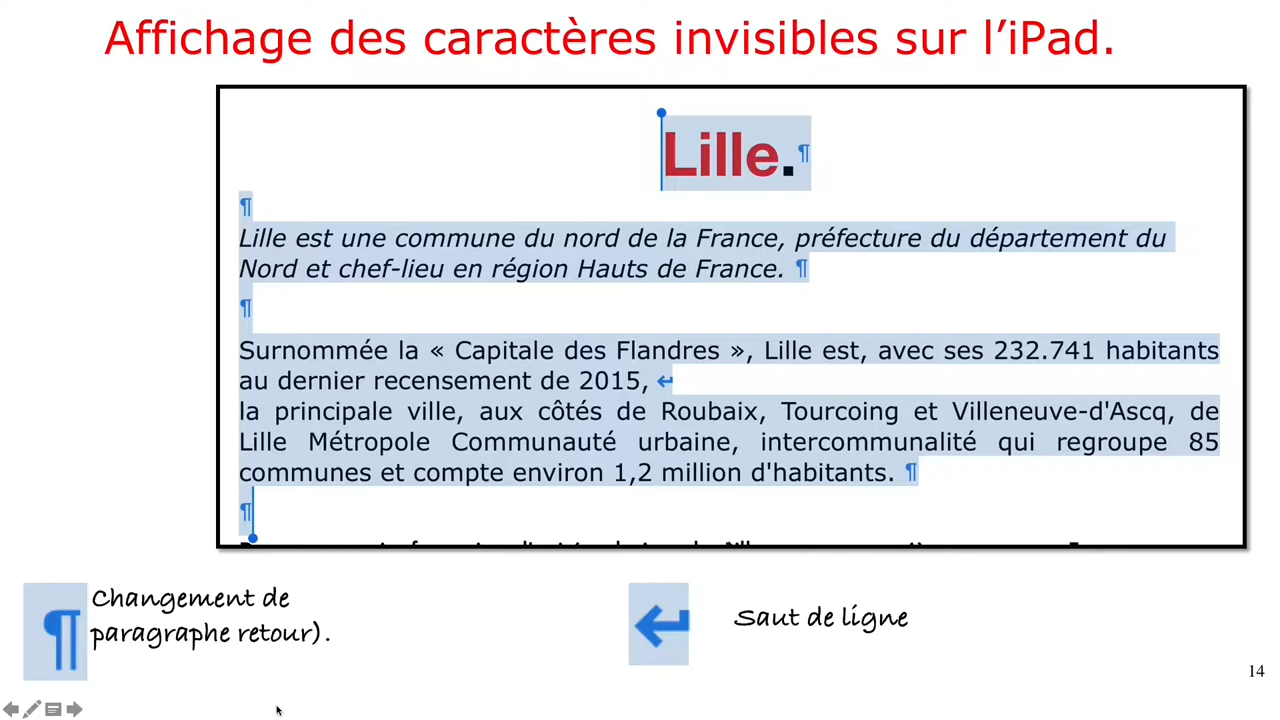 Affichage des caractères invisibles sur l’iPad.
Lille.¶
¶
Lille est une commune du nord de la France, préfecture du département du
Nord et chef-lieu en région Hauts de France. ¶
¶
Surnommée la « Capitale des Flandres », Lille est, avec ses 232.741 habitants
au dernier recensement de 2015, ↵
la principale ville, aux côtés de Roubaix, Tourcoing et Villeneuve-d'Ascq, de
Lille Métropole Communauté urbaine, intercommunalité qui regroupe 85
communes et compte environ 1,2 million d'habitants. ¶
¶
¶ Changement de
paragraphe retour).
↵ Saut de ligne
14